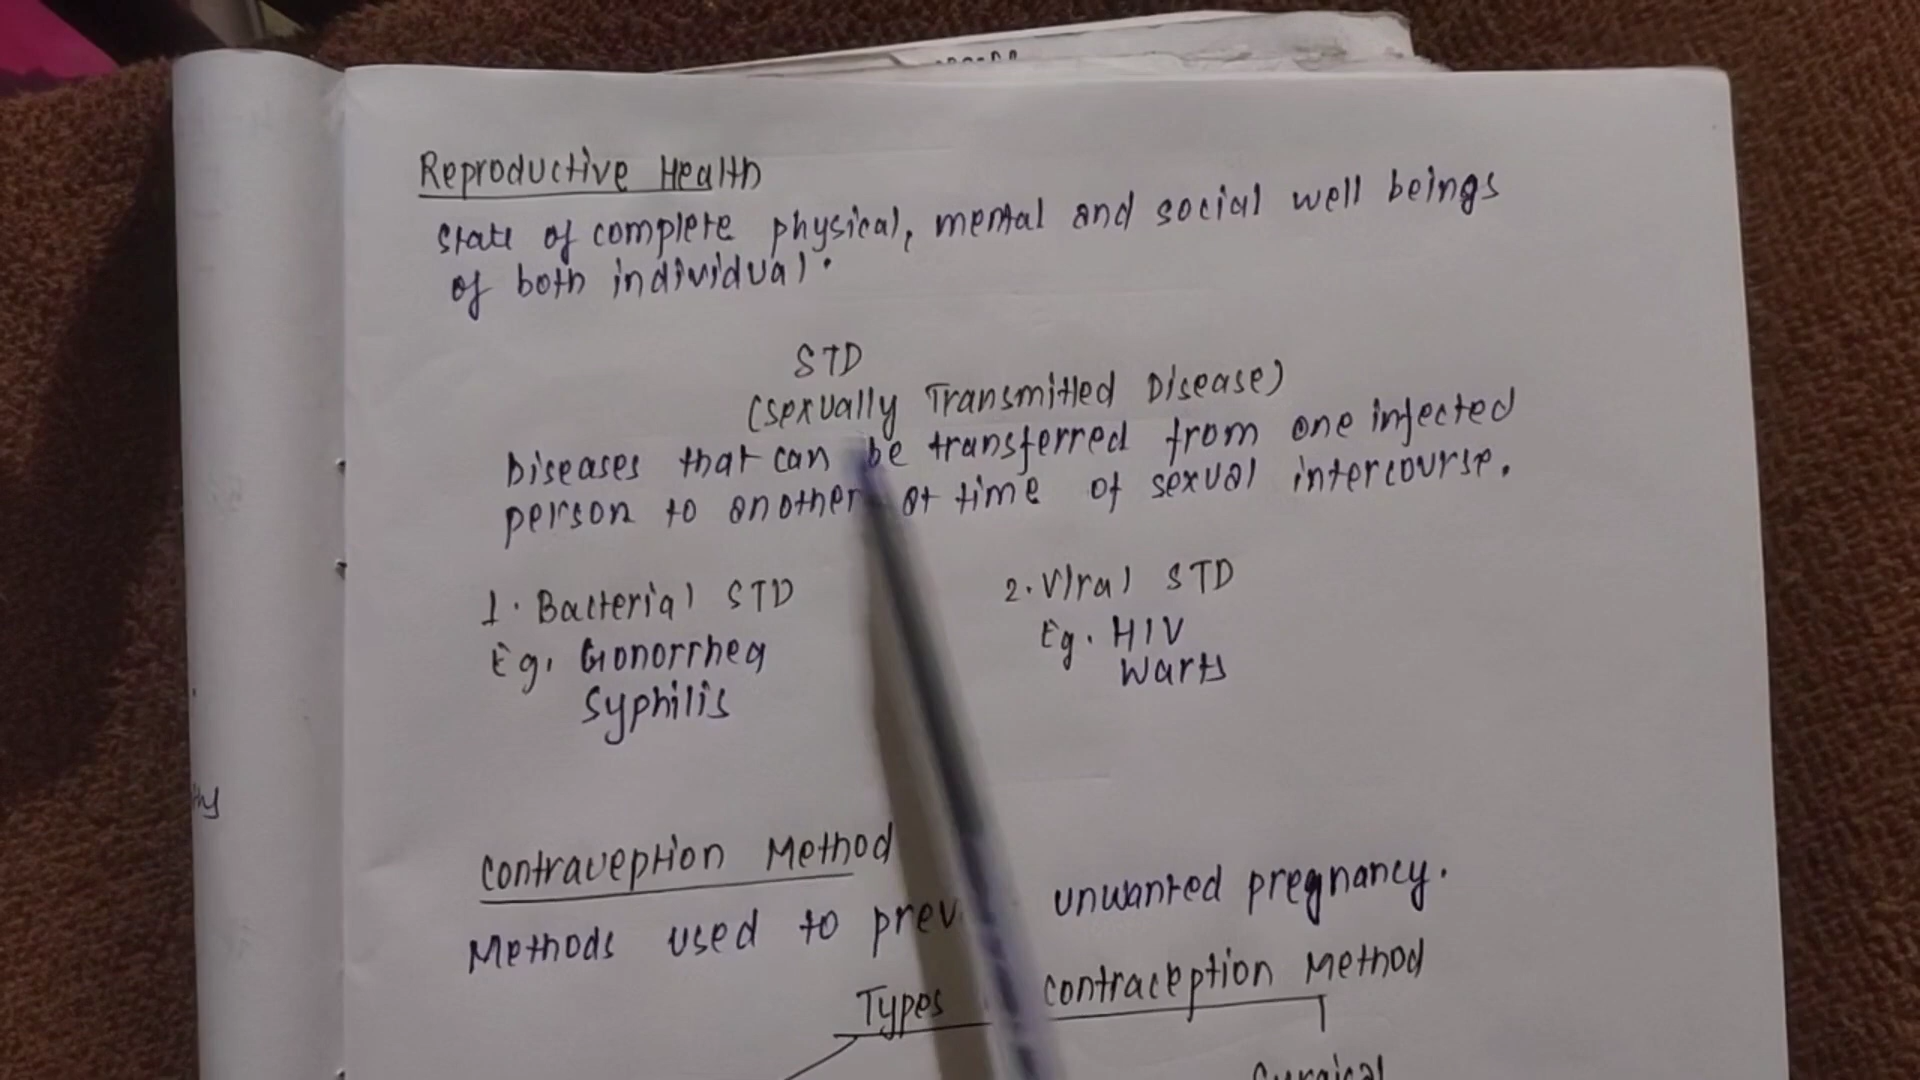 Reproductive Health
State of complete physical, mental and social well beings
of both individual.
STD
(Sexually Transmitted Disease)
Diseases that can be transferred from one infected
person to another at time of sexual intercourse.
1. Bacterial STD
Eg. Gonorrhea
Syphilis
2. Viral STD
Eg. HIV
Warts
Contraception Method
Methods used to prev unwanted pregnancy.
Types contraception Method
Surgical